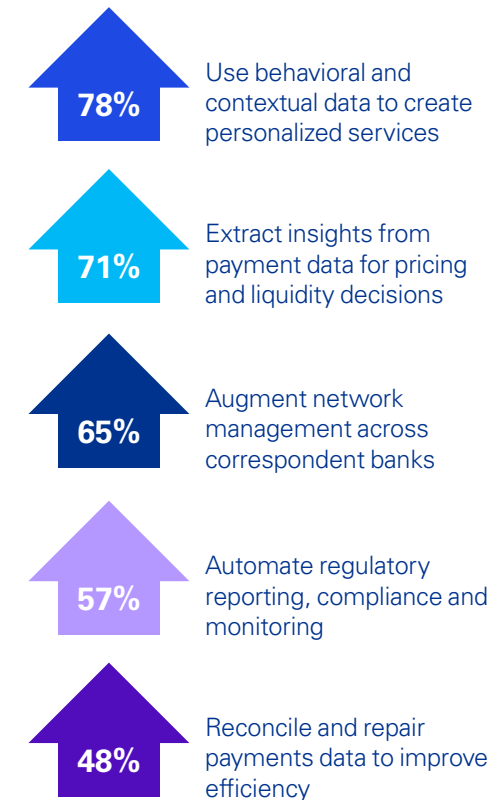 78%
Use behavioral and
contextual data to create
personalized services
71%
Extract insights from
payment data for pricing
and liquidity decisions
65%
Augment network
management across
correspondent banks
57%
Automate regulatory
reporting, compliance and
monitoring
48%
Reconcile and repair
payments data to improve
efficiency